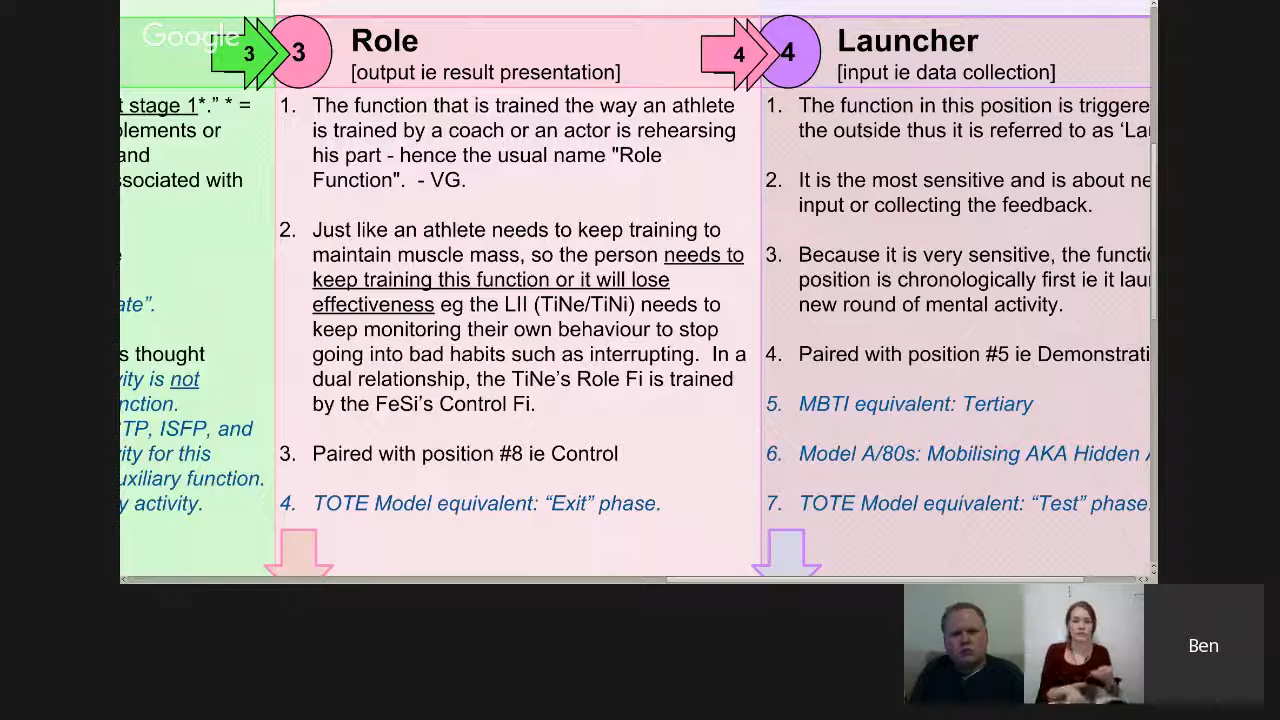 Google
3
t stage 1*.” * =
plements or
and
ssociated with
e
ate”.
s thought
vity is not
nction.
TP, ISFP, and
vity for this
uxiliary function.
y activity.
3
Role
[output ie result presentation]
1. The function that is trained the way an athlete
is trained by a coach or an actor is rehearsing
his part - hence the usual name "Role
Function". - VG.
2. Just like an athlete needs to keep training to
maintain muscle mass, so the person needs to
keep training this function or it will lose
effectiveness eg the LII (TiNe/TiNi) needs to
keep monitoring their own behaviour to stop
going into bad habits such as interrupting. In a
dual relationship, the TiNe’s Role Fi is trained
by the FeSi’s Control Fi.
3. Paired with position #8 ie Control
4. TOTE Model equivalent: “Exit” phase.
4
4
Launcher
[input ie data collection]
1. The function in this position is triggere
the outside thus it is referred to as ‘La
2. It is the most sensitive and is about ne
input or collecting the feedback.
3. Because it is very sensitive, the functi
position is chronologically first ie it lau
new round of mental activity.
4. Paired with position #5 ie Demonstrati
5. MBTI equivalent: Tertiary
6. Model A/80s: Mobilising AKA Hidden A
7. TOTE Model equivalent: “Test” phase.
Ben